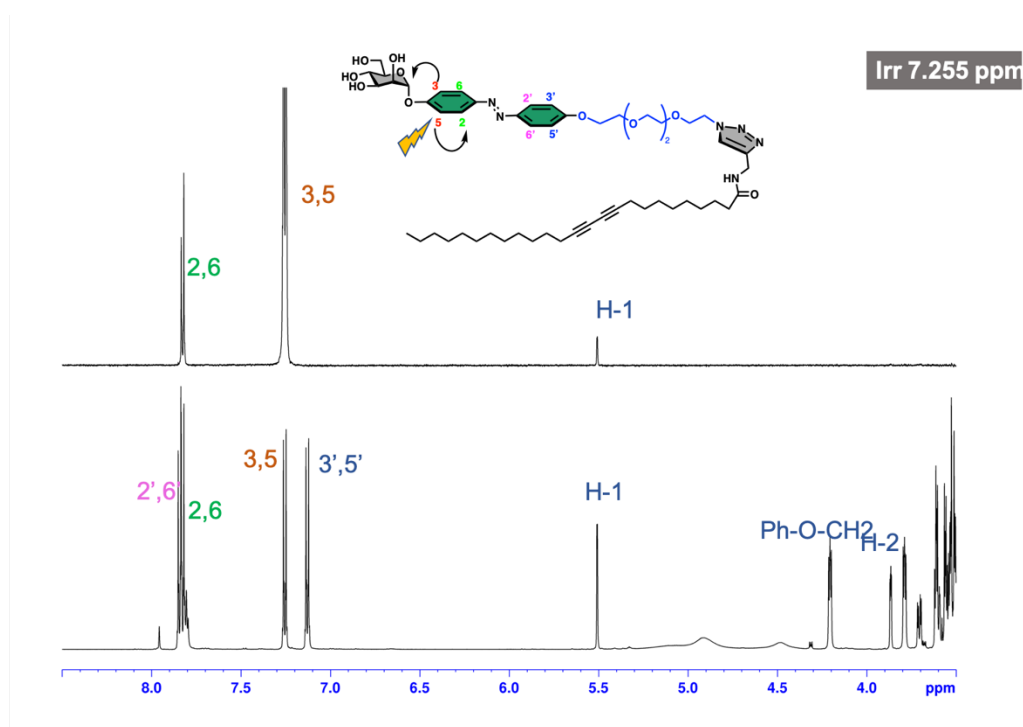 Irr 7.255 ppm
OH
HO
HO
HO
O
3
6
5
2
N
N
2'
3'
6'
5'
O
O
2
O
N
N
N
HN
O
3,5
2,6
H-1
2',6'
2,6
3,5
3',5'
H-1
Ph-O-CH2
H-2
8.0 7.5 7.0 6.5 6.0 5.5 5.0 4.5 4.0 ppm